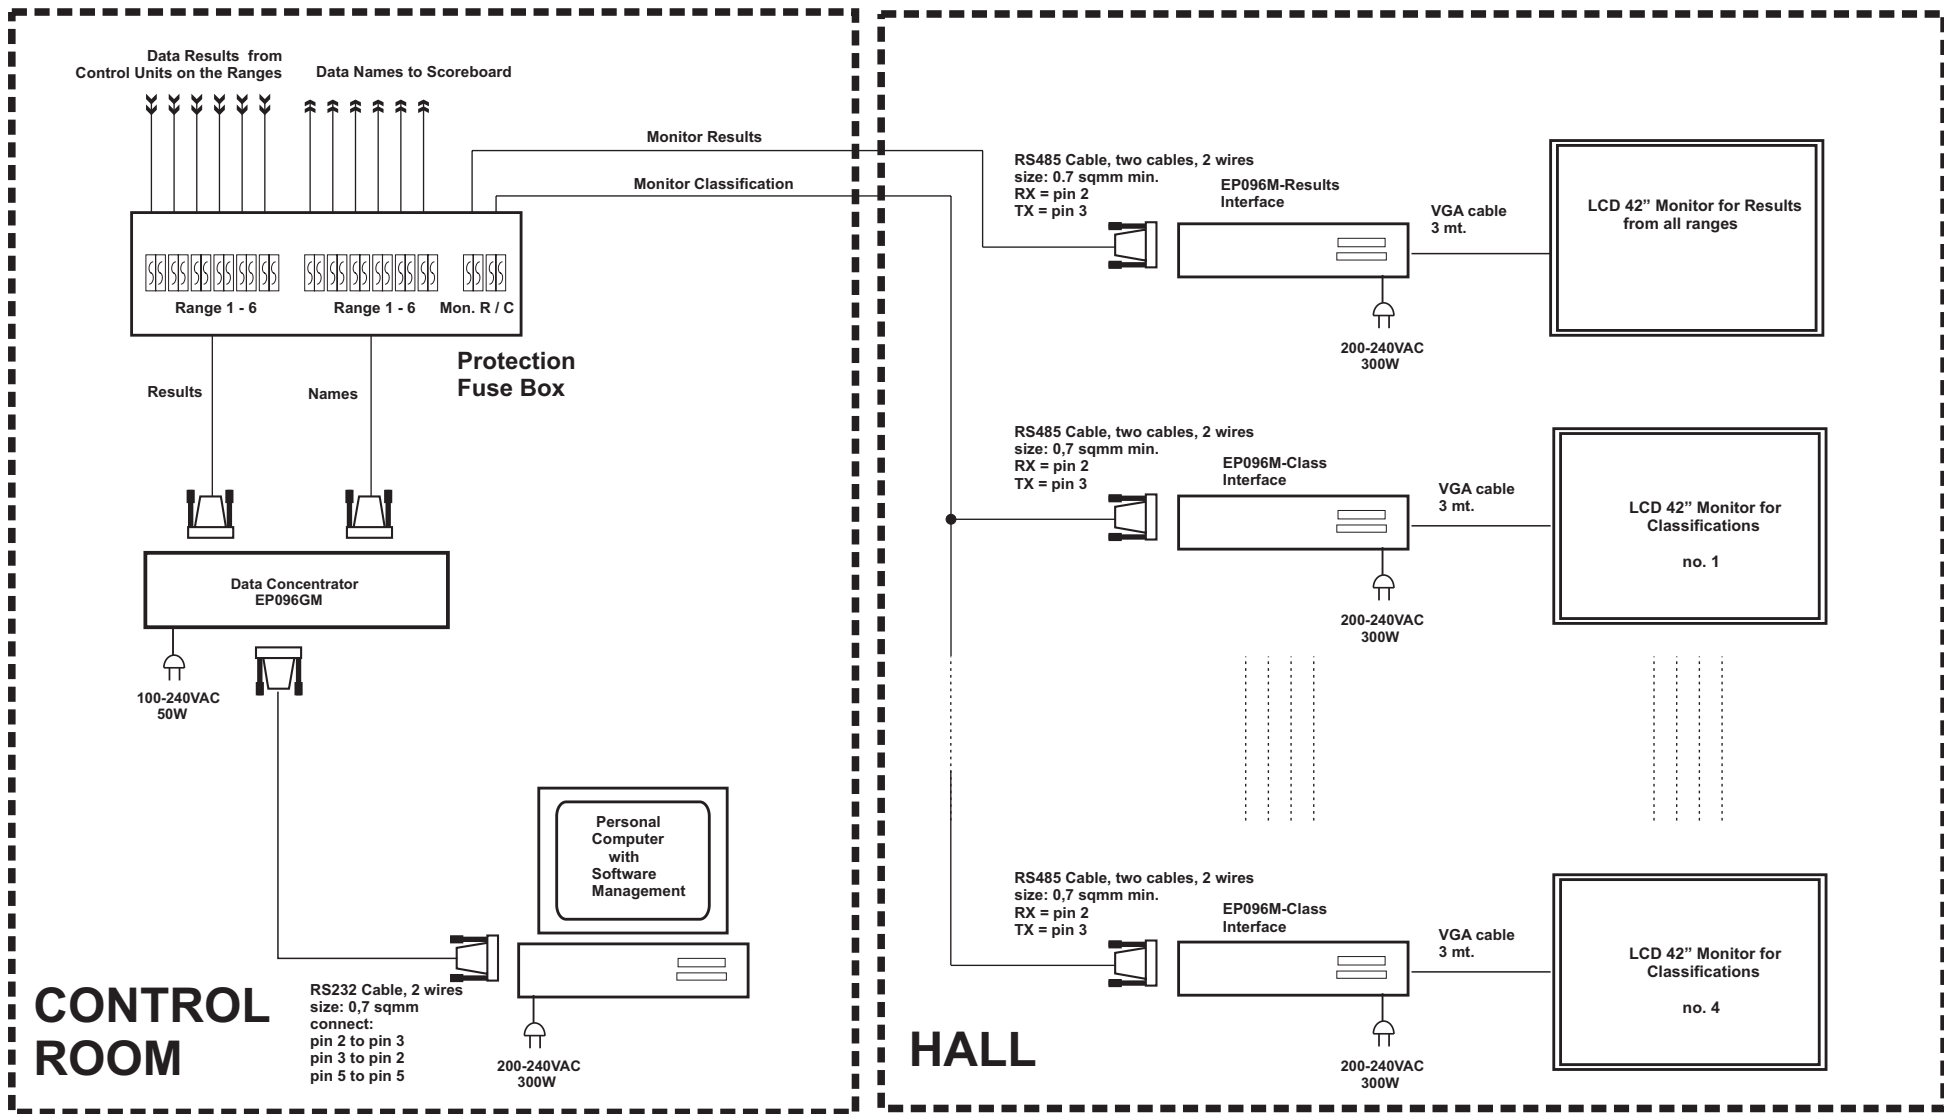 Data Results from
Control Units on the Ranges
Data Names to Scoreboard
Monitor Results
Monitor Classification
Range 1 - 6
Range 1 - 6
Mon. R / C
Protection
Fuse Box
Results
Names
Data Concentrator
EP096GM
100-240VAC
50W
Personal
Computer
with
Software
Management
RS232 Cable, 2 wires
size: 0,7 sqmm
connect:
pin 2 to pin 3
pin 3 to pin 2
pin 5 to pin 5
200-240VAC
300W
CONTROL
ROOM
RS485 Cable, two cables, 2 wires
size: 0.7 sqmm min.
RX = pin 2
TX = pin 3
EP096M-Results
Interface
VGA cable
3 mt.
LCD 42” Monitor for Results
from all ranges
200-240VAC
300W
RS485 Cable, two cables, 2 wires
size: 0,7 sqmm min.
RX = pin 2
TX = pin 3
EP096M-Class
Interface
VGA cable
3 mt.
LCD 42” Monitor for
Classifications
no. 1
200-240VAC
300W
RS485 Cable, two cables, 2 wires
size: 0,7 sqmm min.
RX = pin 2
TX = pin 3
EP096M-Class
Interface
VGA cable
3 mt.
LCD 42” Monitor for
Classifications
no. 4
200-240VAC
300W
HALL